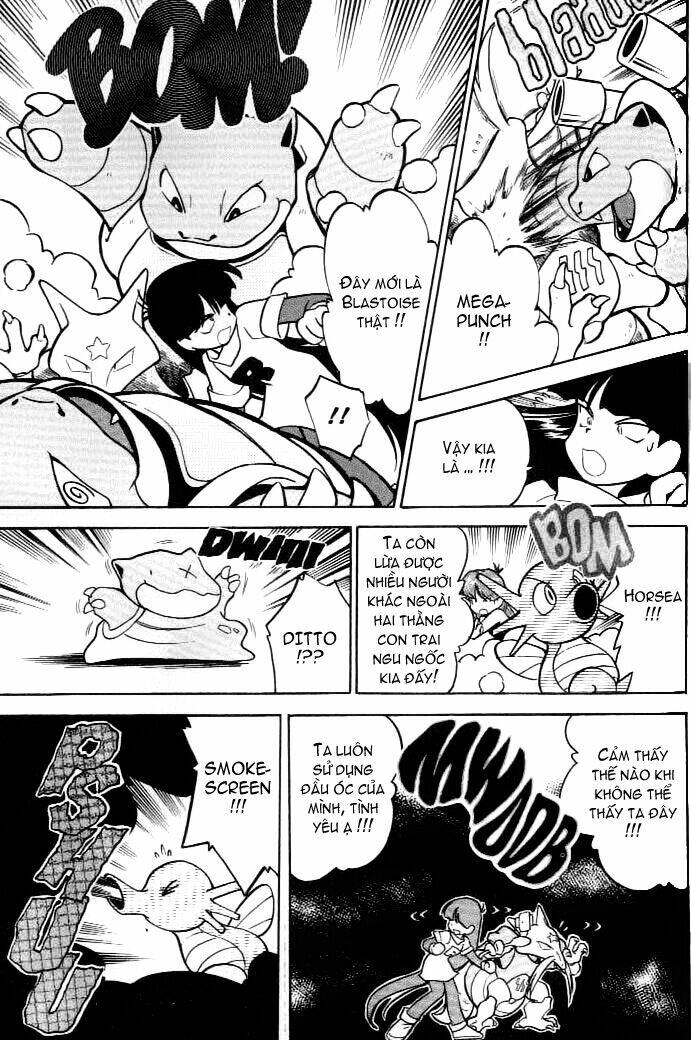 bladadoom
MEGA-
PUNCH
!!
BOM!
ĐÂY MỚI LÀ
BLASTOISE
THẬT !!
!!
VẬY KIA
LÀ ... !!!
BOM
HORSEA
!!!
TA CÒN
LỪA ĐƯỢC
NHIỀU NGƯỜI
KHÁC NGOÀI
HAI THẰNG
CON TRAI
NGU NGỐC
KIA ĐẤY!
DITTO
!??
CẢM THẤY
THẾ NÀO KHI
KHÔNG THỂ
THẤY TA ĐÂY
!!!
TA LUÔN
SỬ DỤNG
ĐẦU ÓC CỦA
MÌNH, TÌNH
YÊU Ạ !!!
SMOKE-
SCREEN
!!!